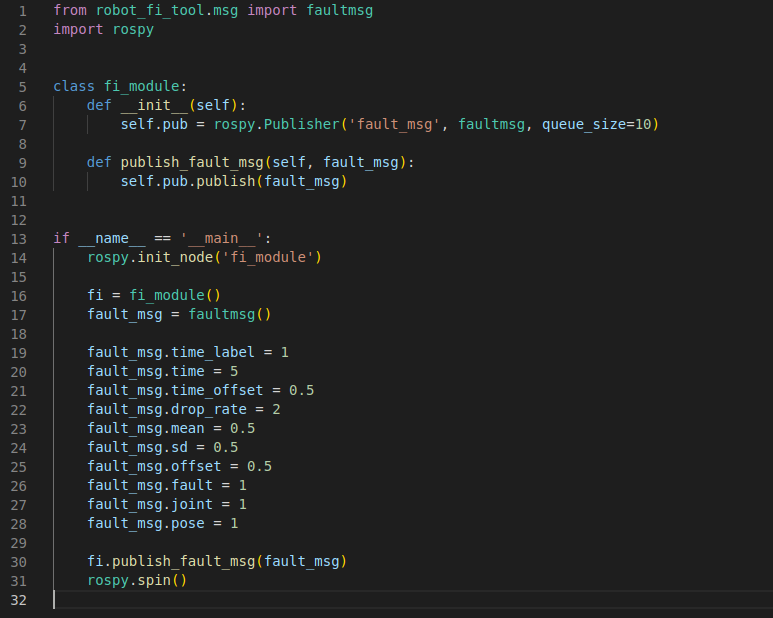 1 from robot_fi_tool.msg import faultmsg
2 import rospy
3
4
5 class fi_module:
6     def __init__(self):
7         self.pub = rospy.Publisher('fault_msg', faultmsg, queue_size=10)
8
9     def publish_fault_msg(self, fault_msg):
10         self.pub.publish(fault_msg)
11
12
13 if __name__ == '__main__':
14     rospy.init_node('fi_module')
15
16     fi = fi_module()
17     fault_msg = faultmsg()
18
19     fault_msg.time_label = 1
20     fault_msg.time = 5
21     fault_msg.time_offset = 0.5
22     fault_msg.drop_rate = 2
23     fault_msg.mean = 0.5
24     fault_msg.sd = 0.5
25     fault_msg.offset = 0.5
26     fault_msg.fault = 1
27     fault_msg.joint = 1
28     fault_msg.pose = 1
29
30     fi.publish_fault_msg(fault_msg)
31     rospy.spin()
32